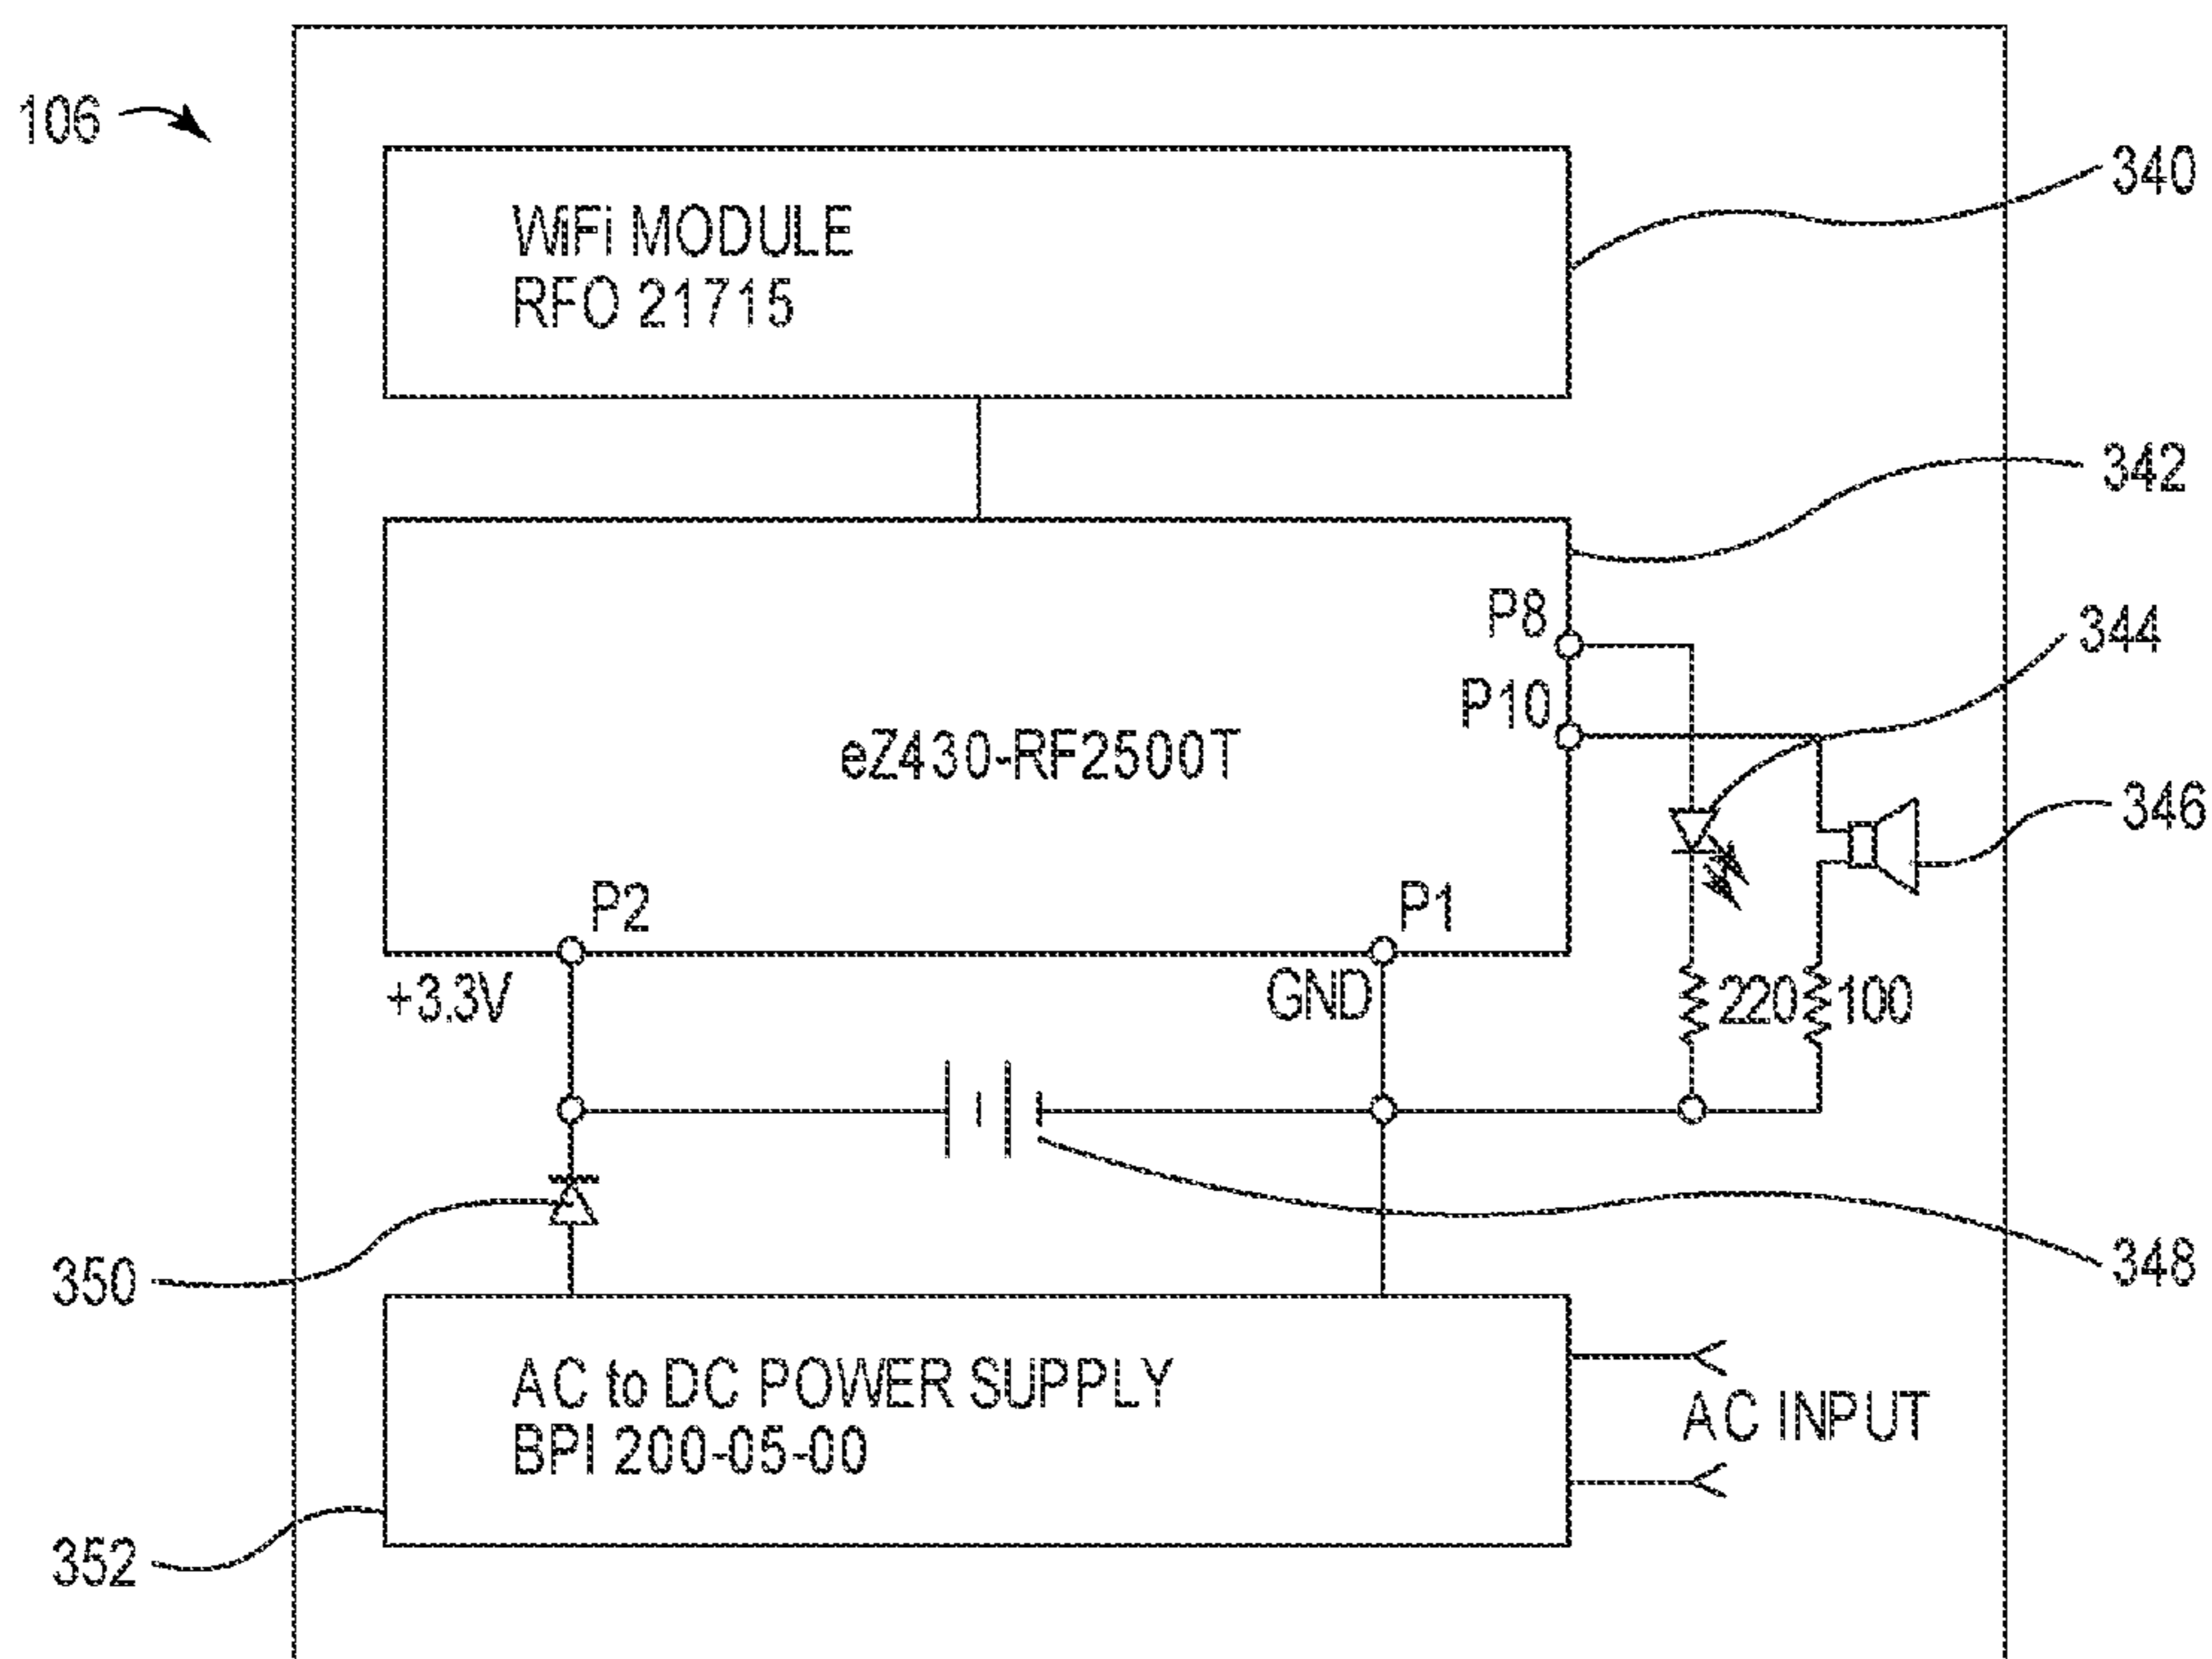 106
WiFi MODULE
RFO 21715
340
342
P8
344
P10
eZ430-RF2500T
346
P2
P1
+3.3V
GND
220
100
350
348
AC to DC POWER SUPPLY
BPI 200-05-00
AC INPUT
352